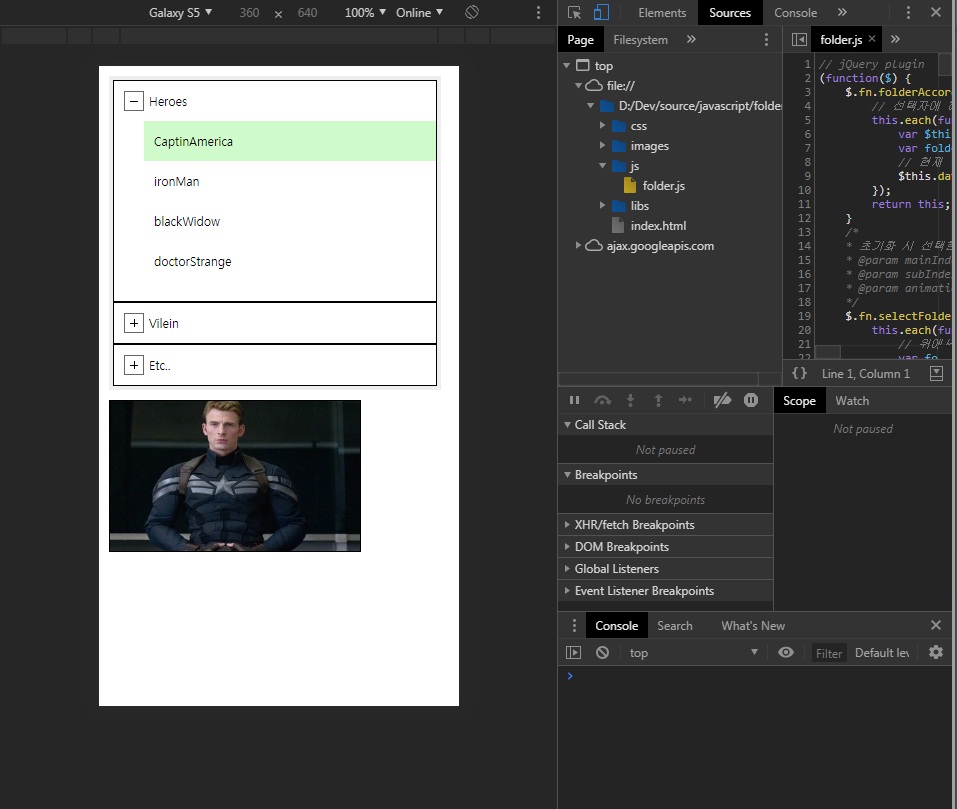 Galaxy S5 ▼ 360 × 640 100% ▼ Online ▼
Elements Sources Console »
Page Filesystem »
folder.js × »
top
file://
D:/Dev/source/javascript/folder
css
images
js
folder.js
libs
index.html
ajax.googleapis.com
1 // jQuery plugin
2 (function($) {
3 $.fn.folderAccor
4 // 선택자에
5 this.each(fu
6 var $thi
7 var fold
8 // 현재
9 $this.da
10 });
11 return this;
12 }
13 /*
14 * 초기화 시 선택
15 * @param mainInd
16 * @param subIndex
17 * @param animatic
18 */
19 $.fn.selectFolde
20 this.each(fu
21 //
22 var fo
{} Line 1, Column 1
Heroes
CaptinAmerica
ironMan
blackWidow
doctorStrange
Vilein
Etc..
Scope Watch
Not paused
Call Stack
Not paused
Breakpoints
No breakpoints
XHR/fetch Breakpoints
DOM Breakpoints
Global Listeners
Event Listener Breakpoints
Console Search What's New ×
top ▼ Filter Default lev
>